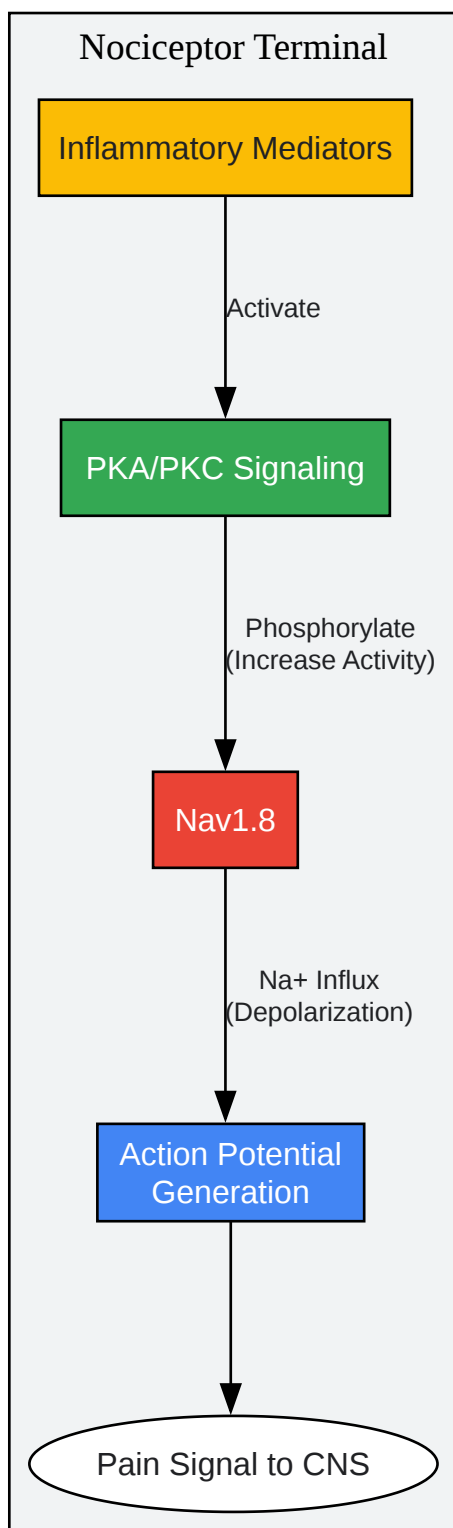 Nociceptor Terminal
Inflammatory Mediators
Activate
PKA/PKC Signaling
Phosphorylate
(Increase Activity)
Nav1.8
Na+ Influx
(Depolarization)
Action Potential
Generation
Pain Signal to CNS